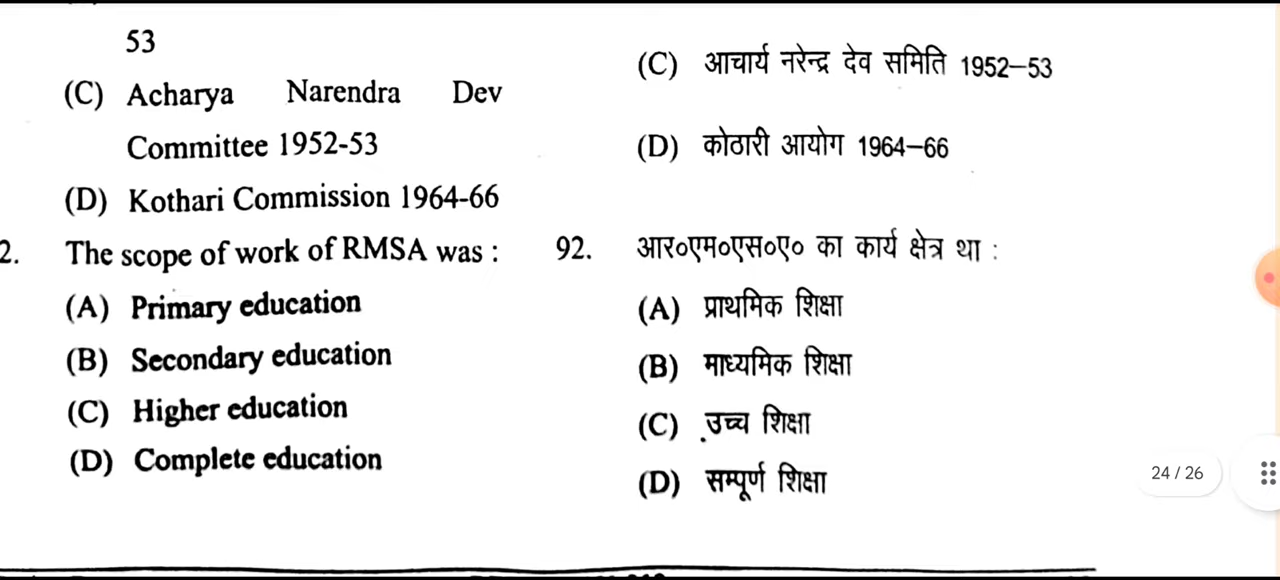 53
(C) Acharya Narendra Dev
Committee 1952-53
(D) Kothari Commission 1964-66
2. The scope of work of RMSA was :
(A) Primary education
(B) Secondary education
(C) Higher education
(D) Complete education
(C) आचार्य नरेन्द्र देव समिति 1952–53
(D) कोठारी आयोग 1964–66
92. आर०एम०एस०ए० का कार्य क्षेत्र था :
(A) प्राथमिक शिक्षा
(B) माध्यमिक शिक्षा
(C) उच्च शिक्षा
(D) सम्पूर्ण शिक्षा
24 / 26